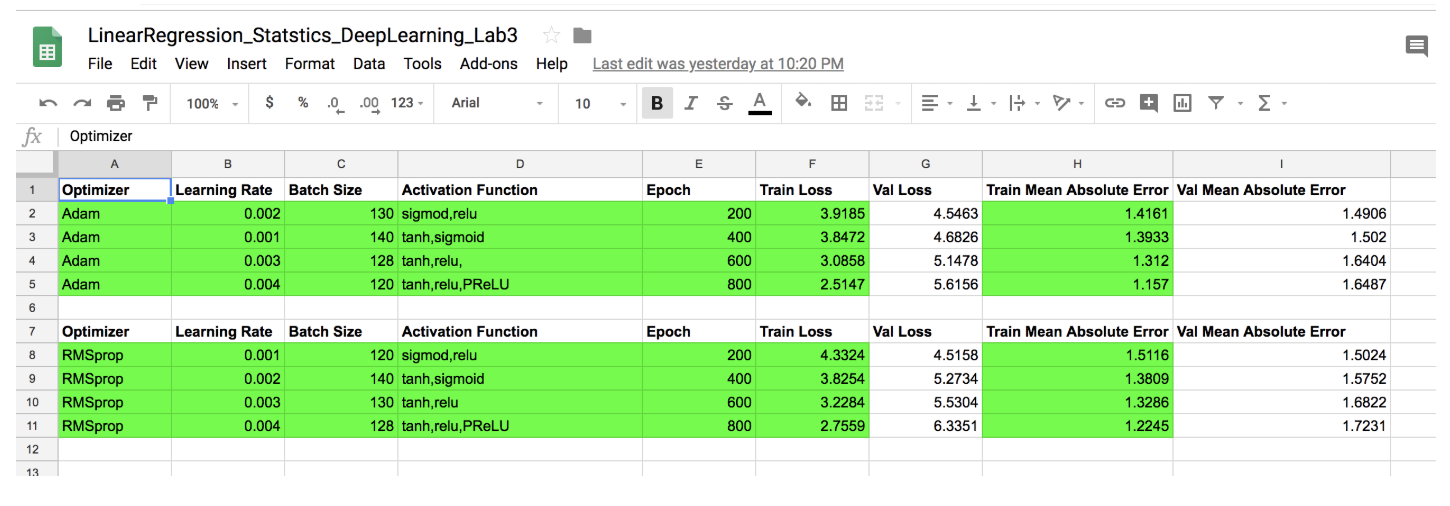 LinearRegression_Statstics_DeepLearning_Lab3
File Edit View Insert Format Data Tools Add-ons Help Last edit was yesterday at 10:20 PM
100% $ % .0 .00 123 Arial 10 B I S A
fx Optimizer
A B C D E F G H I
1 Optimizer Learning Rate Batch Size Activation Function Epoch Train Loss Val Loss Train Mean Absolute Error Val Mean Absolute Error
2 Adam 0.002 130 sigmod,relu 200 3.9185 4.5463 1.4161 1.4906
3 Adam 0.001 140 tanh,sigmoid 400 3.8472 4.6826 1.3933 1.502
4 Adam 0.003 128 tanh,relu, 600 3.0858 5.1478 1.312 1.6404
5 Adam 0.004 120 tanh,relu,PReLU 800 2.5147 5.6156 1.157 1.6487
6
7 Optimizer Learning Rate Batch Size Activation Function Epoch Train Loss Val Loss Train Mean Absolute Error Val Mean Absolute Error
8 RMSprop 0.001 120 sigmod,relu 200 4.3324 4.5158 1.5116 1.5024
9 RMSprop 0.002 140 tanh,sigmoid 400 3.8254 5.2734 1.3809 1.5752
10 RMSprop 0.003 130 tanh,relu 600 3.2284 5.5304 1.3286 1.6822
11 RMSprop 0.004 128 tanh,relu,PReLU 800 2.7559 6.3351 1.2245 1.7231
12
13